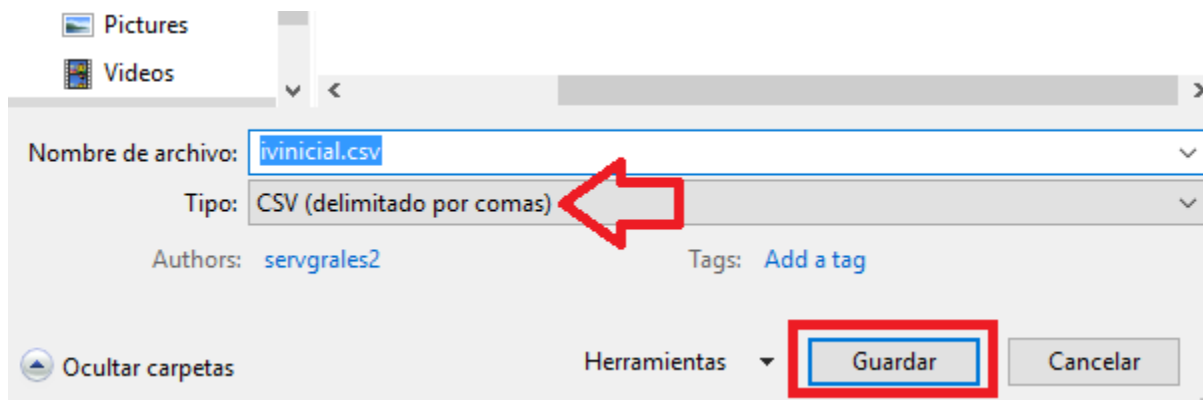 Pictures
Videos
Nombre de archivo: ivinicial.csv
Tipo: CSV (delimitado por comas)
Authors: servgrales2 Tags: Add a tag
Ocultar carpetas Herramientas Guardar Cancelar